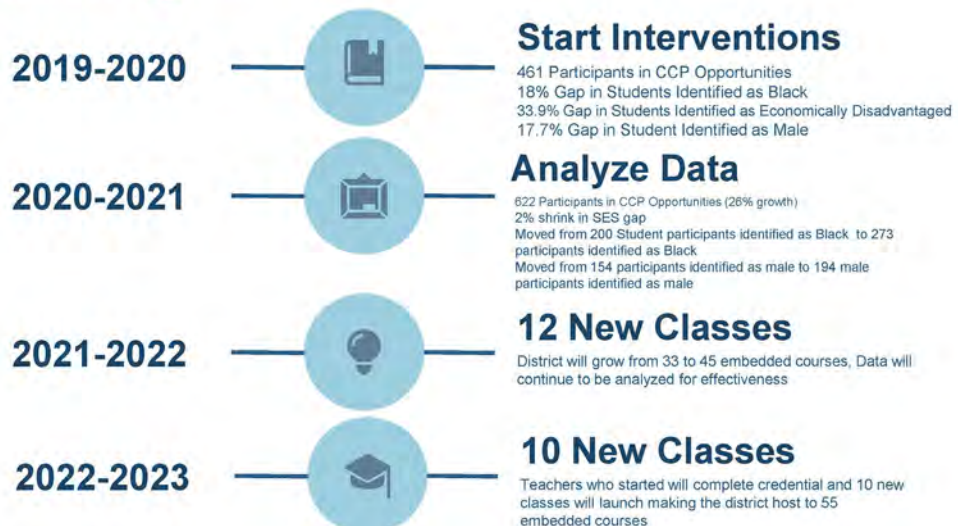 2019-2020
Start Interventions
461 Participants in CCP Opportunities
18% Gap in Students Identified as Black
33.9% Gap in Students Identified as Economically Disadvantaged
17.7% Gap in Student Identified as Male
2020-2021
Analyze Data
622 Participants in CCP Opportunities (26% growth)
2% shrink in SES gap
Moved from 200 Student participants identified as Black to 273
participants identified as Black
Moved from 154 participants identified as male to 194 male
participants identified as male
2021-2022
12 New Classes
District will grow from 33 to 45 embedded courses, Data will
continue to be analyzed for effectiveness
2022-2023
10 New Classes
Teachers who started will complete credential and 10 new
classes will launch making the district host to 55
embedded courses